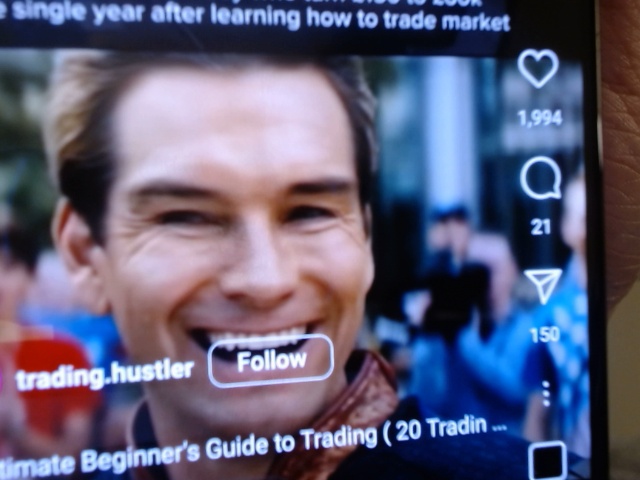 single year after learning how to trade market
1,994
21
150
trading.hustler Follow
timate Beginner's Guide to Trading ( 20 Tradin ...